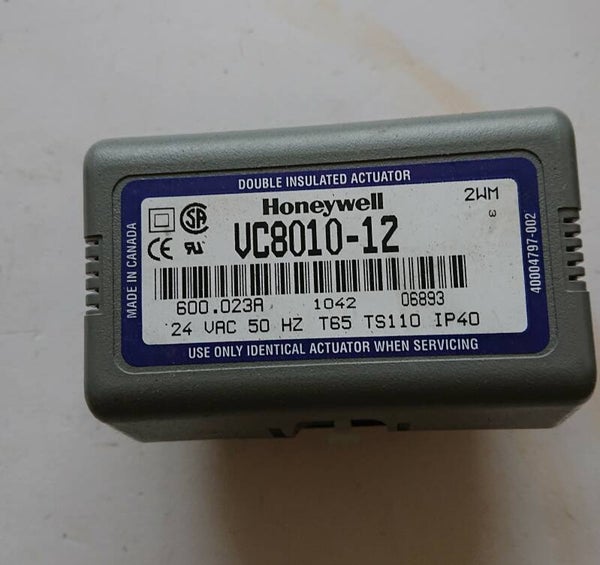 DOUBLE INSULATED ACTUATOR
Honeywell
2WM
VC8010-12
3
MADE IN CANADA
40004797-002
600.023A 1042 06893
24 VAC 50 HZ T65 TS110 IP40
USE ONLY IDENTICAL ACTUATOR WHEN SERVICING